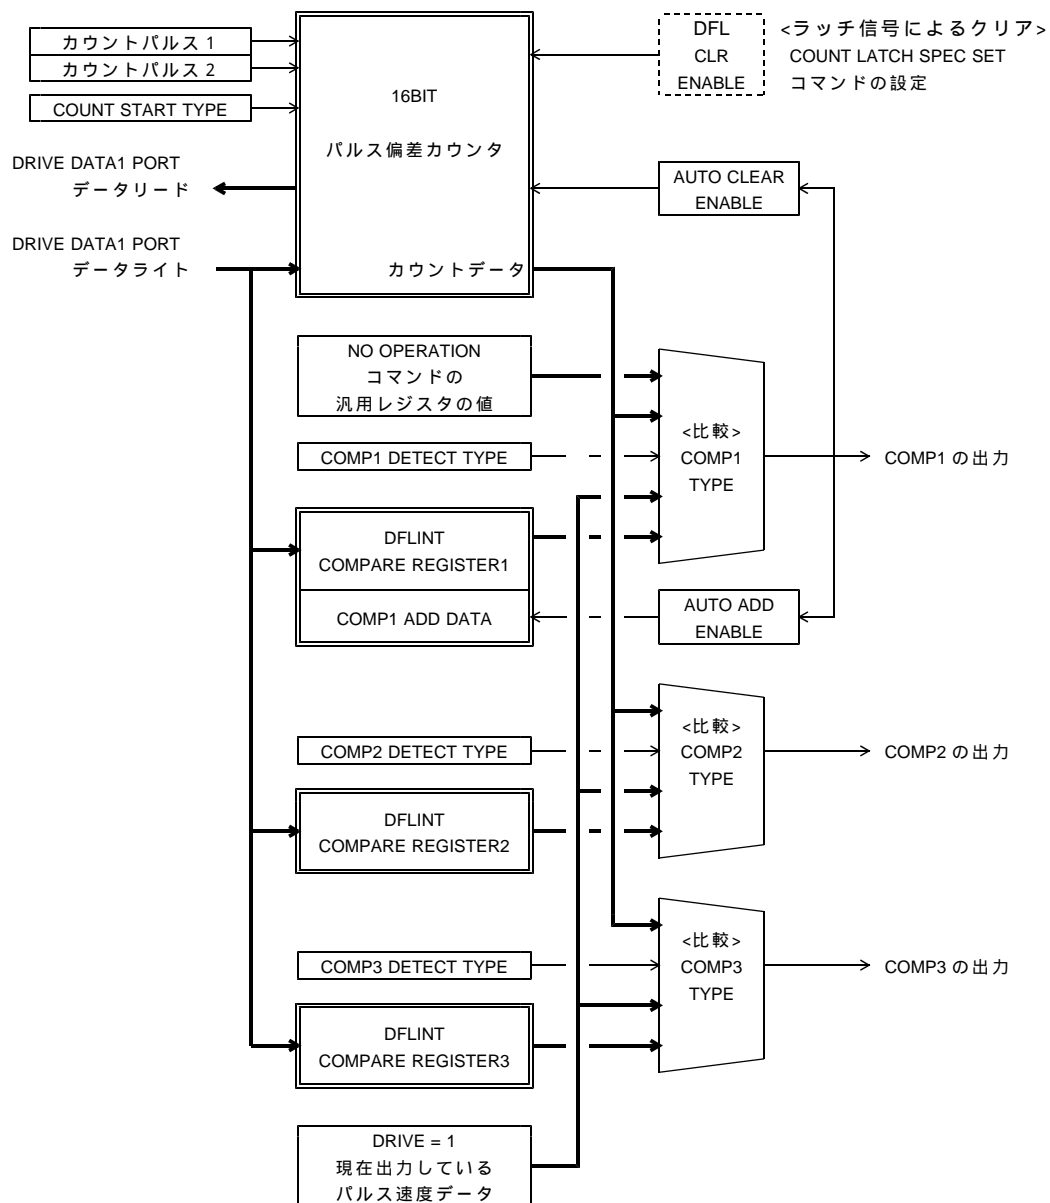 カウントパルス 1
カウントパルス 2
COUNT START TYPE
16BIT
パルス偏差カウンタ
DFL
CLR
ENABLE
<ラッチ信号によるクリア>
COUNT LATCH SPEC SET
コマンドの設定
DRIVE DATA1 PORT
データリード
AUTO CLEAR
ENABLE
DRIVE DATA1 PORT
データライト
カウントデータ
NO OPERATION
コマンドの
汎用レジスタの値
COMP1 DETECT TYPE
<比較>
COMP1
TYPE
COMP1 の出力
DFLINT
COMPARE REGISTER1
COMP1 ADD DATA
AUTO ADD
ENABLE
COMP2 DETECT TYPE
<比較>
COMP2
TYPE
COMP2 の出力
DFLINT
COMPARE REGISTER2
COMP3 DETECT TYPE
<比較>
COMP3
TYPE
COMP3 の出力
DFLINT
COMPARE REGISTER3
DRIVE = 1
現在出力している
パルス速度データ